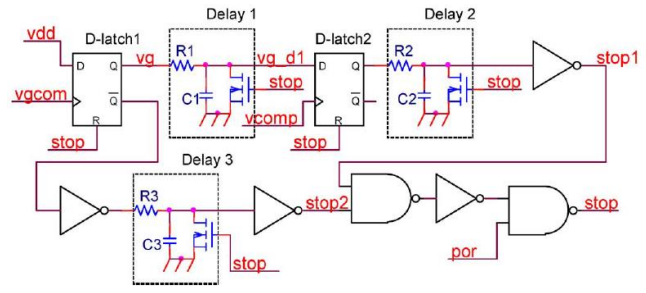 Delay 1
Delay 2
vdd
D-latch1
D-latch2
D
Q
vg
R1
vg_d1
D
Q
R2
stop1
vgcom
Q
C1
stop
vcomp
Q
C2
stop
R
stop
R
stop
Delay 3
R3
stop2
C3
stop
por
stop